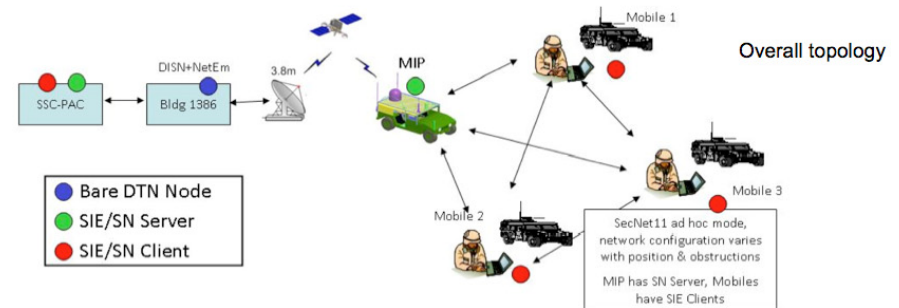 Mobile 1
Overall topology
DISN+NetEm
3.8m
MIP
SSC-PAC
Bldg 1386
Mobile 3
Bare DTN Node
SIE/SN Server
SIE/SN Client
Mobile 2
SecNet11 ad hoc mode,
network configuration varies
with position & obstructions
MIP has SN Server, Mobiles
have SIE Clients